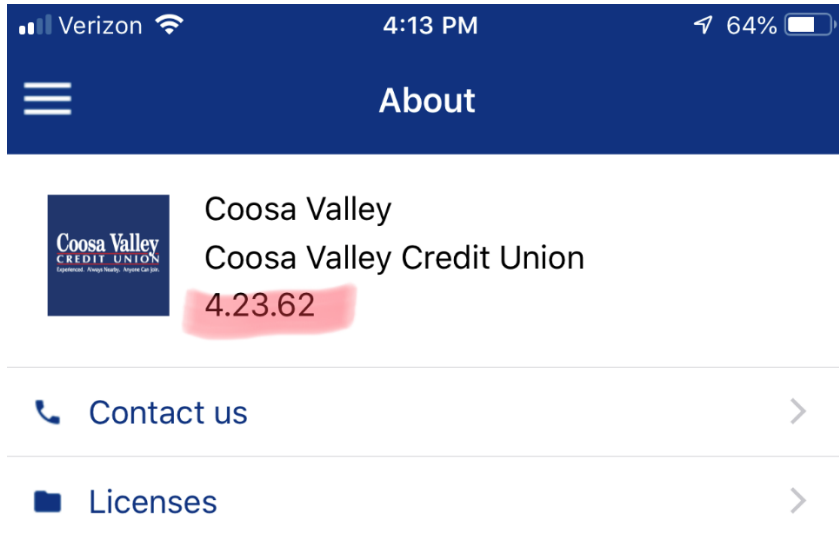 Verizon 4:13 PM 64%
About
Coosa Valley
CREDIT UNION
Experienced. Always Nearby. Anyone Can Join.
Coosa Valley
Coosa Valley Credit Union
4.23.62
Contact us
Licenses